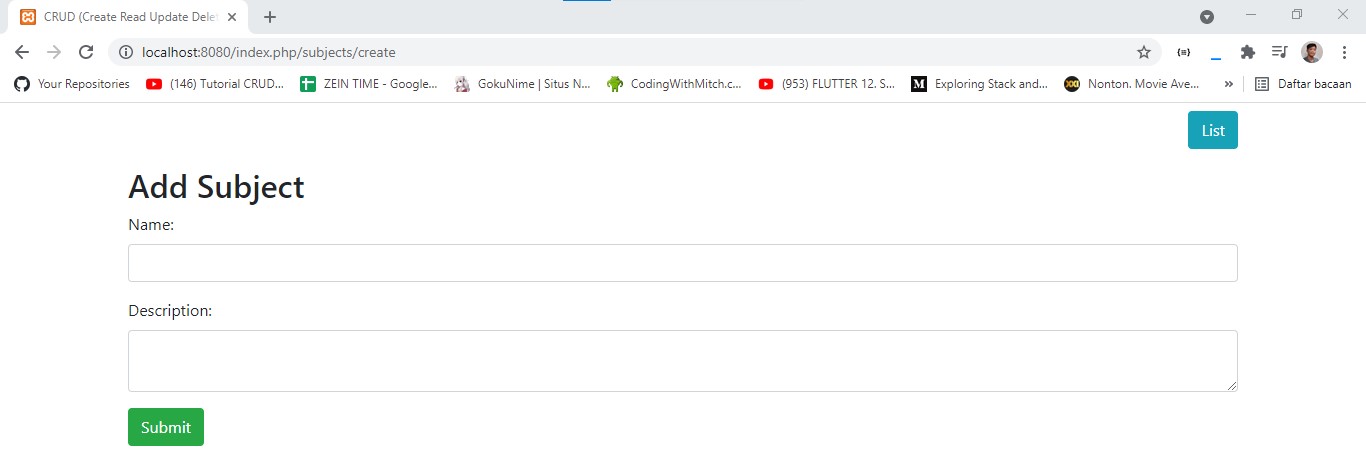 CRUD (Create Read Update Delet
localhost:8080/index.php/subjects/create
Your Repositories (146) Tutorial CRUD... ZEIN TIME - Google... GokuNime | Situs N... CodingWithMitch.c... (953) FLUTTER 12. S... Exploring Stack and... Nonton. Movie Ave... » Daftar bacaan
List
Add Subject
Name:
Description:
Submit